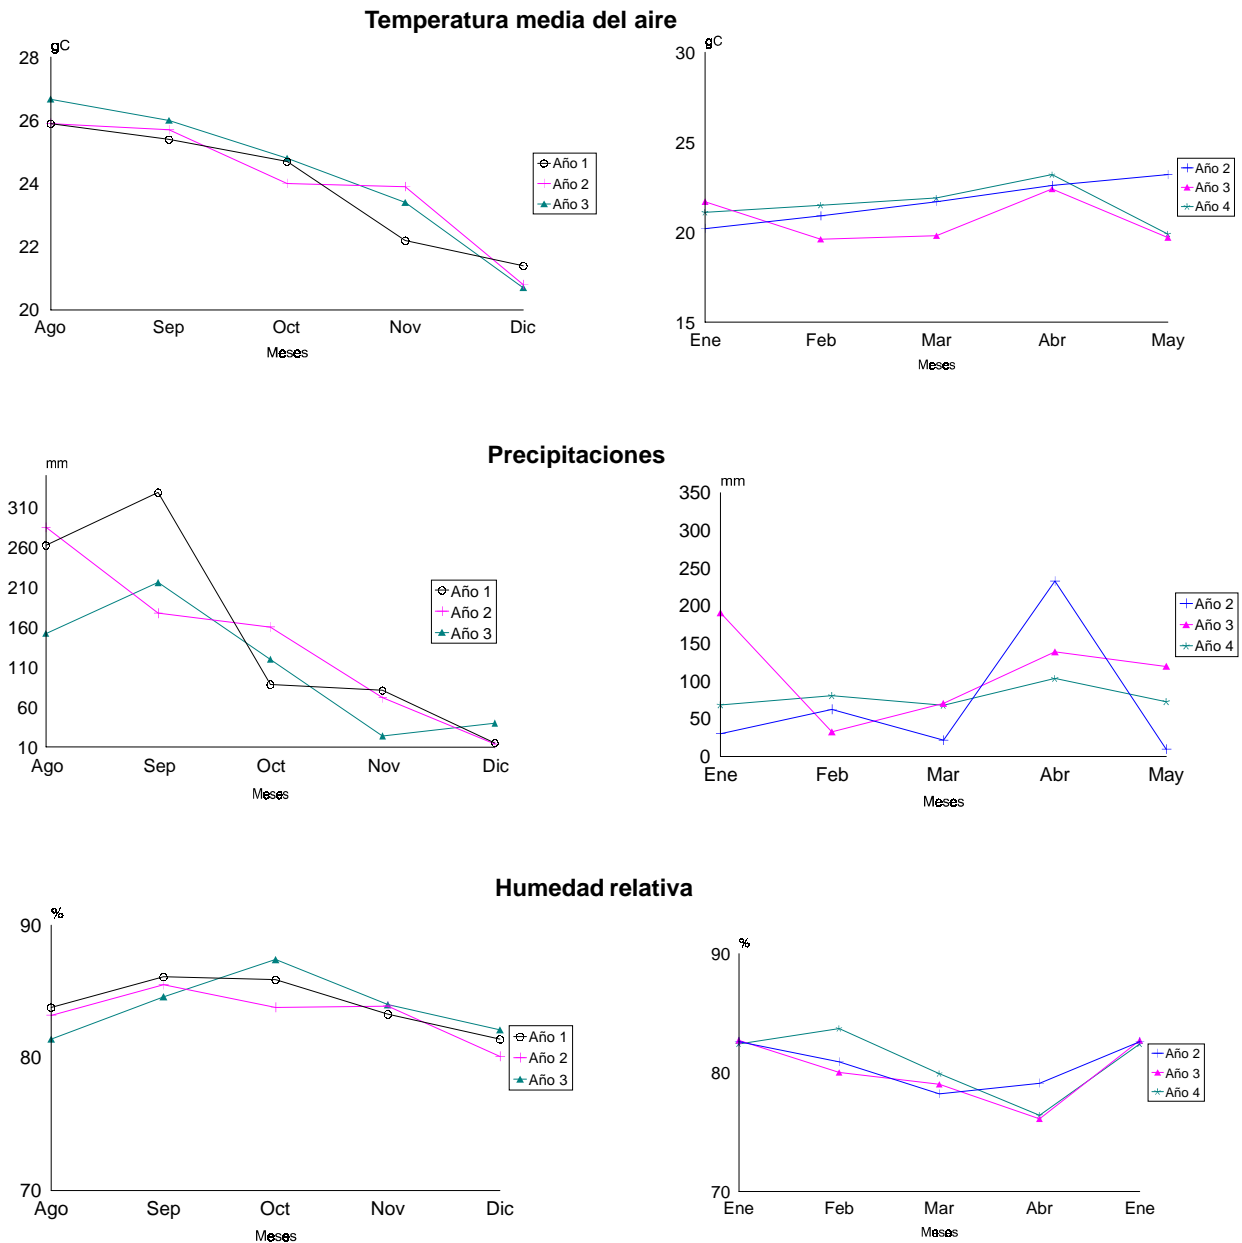 Temperatura media del aire
gC
28
26
24
22
20
Ago Sep Oct Nov Dic
Meses
Año 1
Año 2
Año 3
gC
30
25
20
15
Ene Feb Mar Abr May
Meses
Año 2
Año 3
Año 4
Precipitaciones
mm
310
260
210
160
110
60
10
Ago Sep Oct Nov Dic
Meses
Año 1
Año 2
Año 3
mm
350
300
250
200
150
100
50
0
Ene Feb Mar Abr May
Meses
Año 2
Año 3
Año 4
Humedad relativa
%
90
80
70
Ago Sep Oct Nov Dic
Meses
Año 1
Año 2
Año 3
%
90
80
70
Ene Feb Mar Abr Ene
Meses
Año 2
Año 3
Año 4